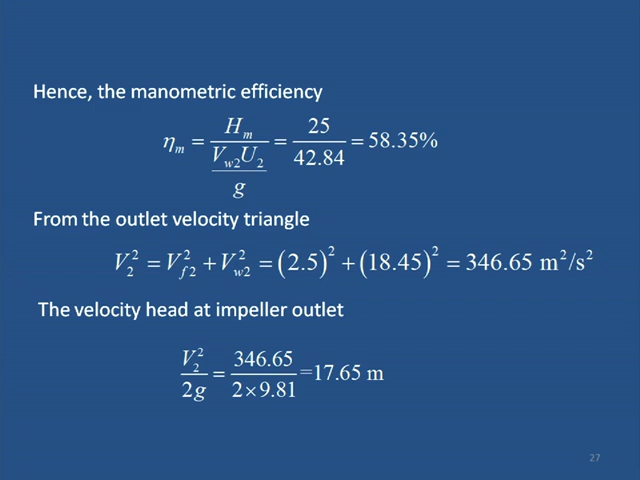 Hence, the manometric efficiency
η_m = H_m / (V_w2 U_2 / g) = 25 / 42.84 = 58.35%
From the outlet velocity triangle
V_2^2 = V_f2^2 + V_w2^2 = (2.5)^2 + (18.45)^2 = 346.65 m^2/s^2
The velocity head at impeller outlet
V_2^2 / 2g = 346.65 / 2×9.81 =17.65 m
27